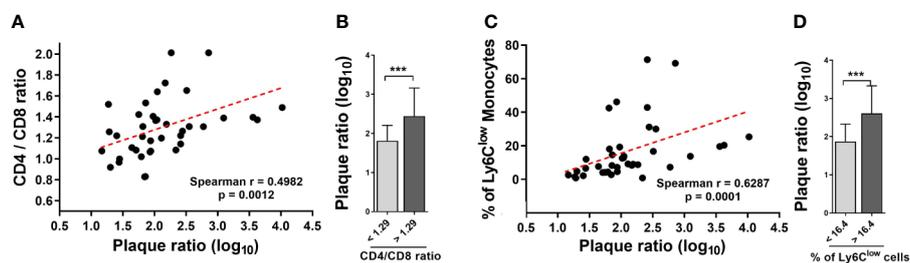 A
CD4 / CD8 ratio
2.0
1.8
1.6
1.4
1.2
1.0
0.8
0.6
Spearman r = 0.4982
p = 0.0012
0.5 1.0 1.5 2.0 2.5 3.0 3.5 4.0 4.5
Plaque ratio (log10)
B
Plaque ratio (log10)
4
3
2
1
0
***
< 1.29 > 1.29
CD4/CD8 ratio
C
% of Ly6Clow Monocytes
80
60
40
20
0
Spearman r = 0.6287
p = 0.0001
0.5 1.0 1.5 2.0 2.5 3.0 3.5 4.0 4.5
Plaque ratio (log10)
D
Plaque ratio (log10)
4
3
2
1
0
***
< 16.4 > 16.4
% of Ly6Clow cells